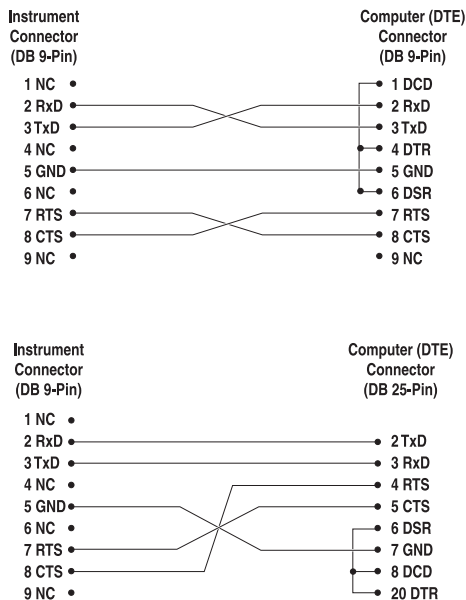 Instrument Connector (DB 9-Pin)
Computer (DTE) Connector (DB 9-Pin)
1 NC
1 DCD
2 RxD
2 RxD
3 TxD
3 TxD
4 NC
4 DTR
5 GND
5 GND
6 NC
6 DSR
7 RTS
7 RTS
8 CTS
8 CTS
9 NC
9 NC
Instrument Connector (DB 9-Pin)
Computer (DTE) Connector (DB 25-Pin)
1 NC
2 RxD
2 TxD
3 TxD
3 RxD
4 NC
4 RTS
5 GND
5 CTS
6 NC
6 DSR
7 RTS
7 GND
8 CTS
8 DCD
9 NC
20 DTR